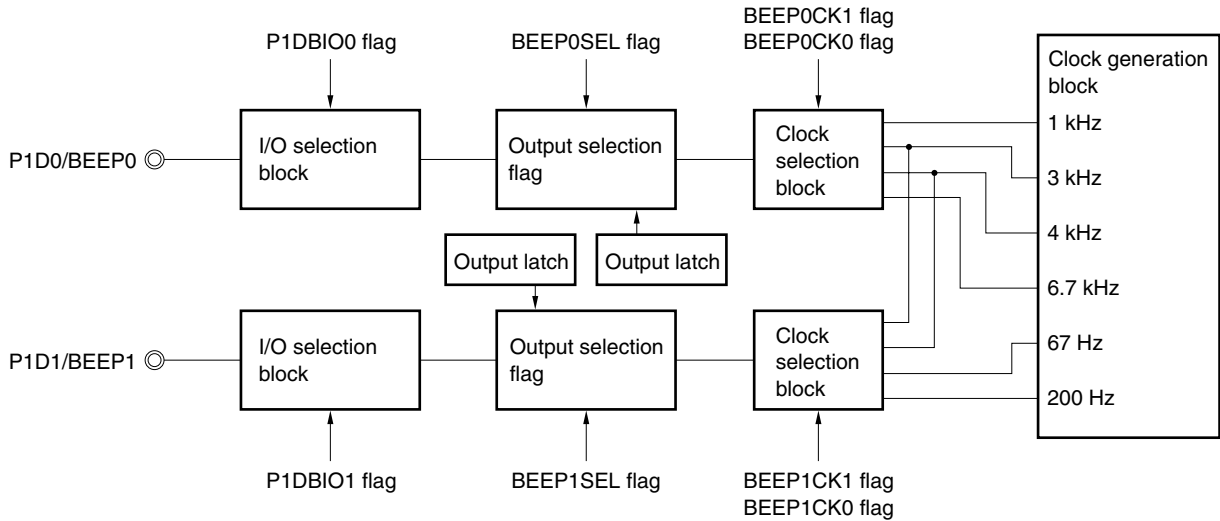 BEEP0CK1 flag
P1DBIO0 flag
BEEP0SEL flag
BEEP0CK0 flag
Clock generation
block
1 kHz
3 kHz
4 kHz
6.7 kHz
67 Hz
200 Hz
P1D0/BEEP0
I/O selection
block
Output selection
flag
Clock
selection
block
Output latch
Output latch
P1D1/BEEP1
I/O selection
block
Output selection
flag
Clock
selection
block
P1DBIO1 flag
BEEP1SEL flag
BEEP1CK1 flag
BEEP1CK0 flag